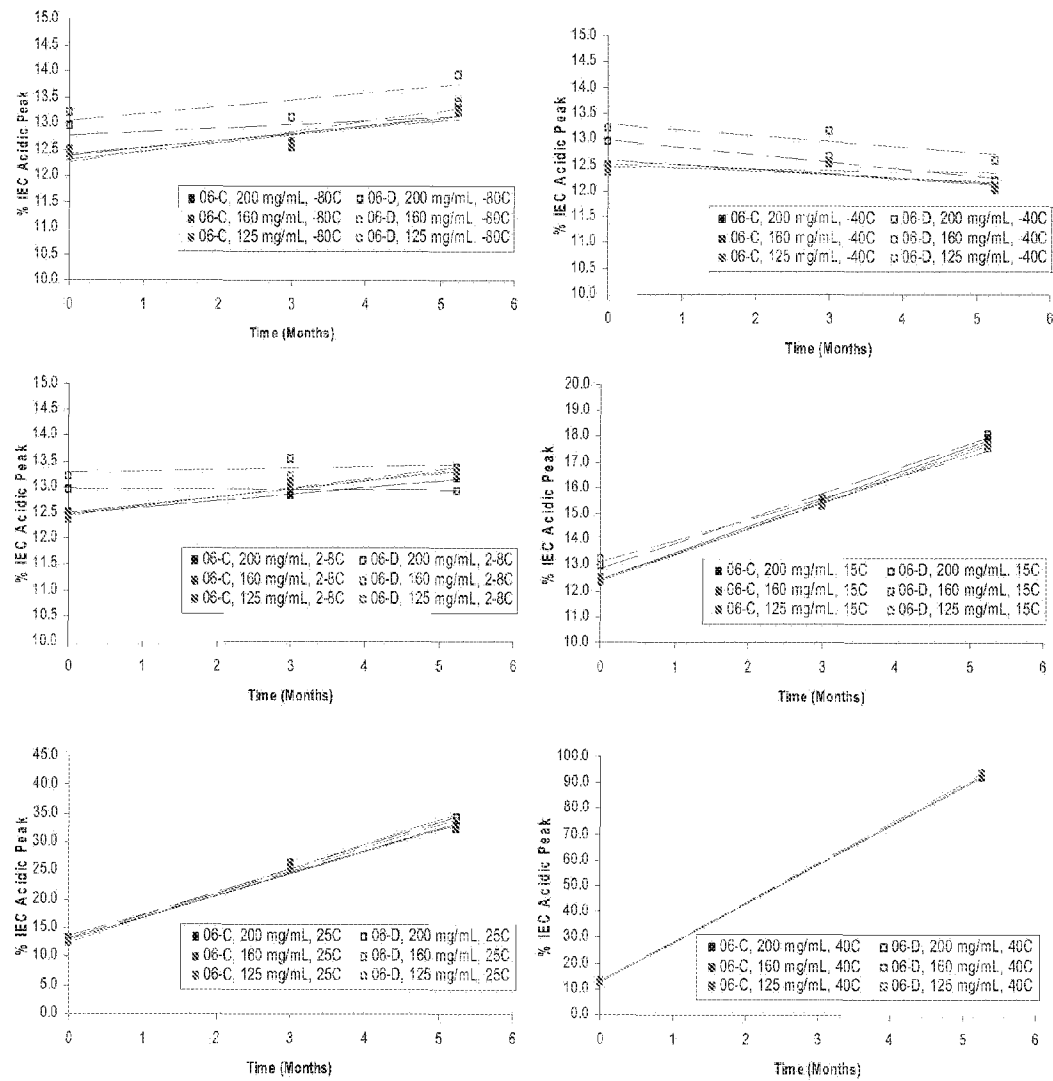 % IEC Acidic Peak
15.0
14.5
14.0
13.5
13.0
12.5
12.0
11.5
11.0
10.5
10.0
06-C, 200 mg/mL, -80C 06-D, 200 mg/mL, -80C
06-C, 160 mg/mL, -80C 06-D, 160 mg/mL, -80C
06-C, 125 mg/mL, -80C 06-D, 125 mg/mL, -80C
0 1 2 3 4 5 6
Time (Months)
% IEC Acidic Peak
15.0
14.5
14.0
13.5
13.0
12.5
12.0
11.5
11.0
10.5
10.0
06-C, 200 mg/mL, -40C 06-D, 200 mg/mL, -40C
06-C, 160 mg/mL, -40C 06-D, 160 mg/mL, -40C
06-C, 125 mg/mL, -40C 06-D, 125 mg/mL, -40C
0 1 2 3 4 5 6
Time (Months)
% IEC Acidic Peak
15.0
14.5
14.0
13.5
13.0
12.5
12.0
11.5
11.0
10.5
10.0
06-C, 200 mg/mL, 2-8C 06-D, 200 mg/mL, 2-8C
06-C, 160 mg/mL, 2-8C 06-D, 160 mg/mL, 2-8C
06-C, 125 mg/mL, 2-8C 06-D, 125 mg/mL, 2-8C
0 1 2 3 4 5 6
Time (Months)
% IEC Acidic Peak
20.0
19.0
18.0
17.0
16.0
15.0
14.0
13.0
12.0
11.0
10.0
06-C, 200 mg/mL, 15C 06-D, 200 mg/mL, 15C
06-C, 160 mg/mL, 15C 06-D, 160 mg/mL, 15C
06-C, 125 mg/mL, 15C 06-D, 125 mg/mL, 15C
0 1 2 3 4 5 6
Time (Months)
% IEC Acidic Peak
45.0
40.0
35.0
30.0
25.0
20.0
15.0
10.0
5.0
0.0
06-C, 200 mg/mL, 25C 06-D, 200 mg/mL, 25C
06-C, 160 mg/mL, 25C 06-D, 160 mg/mL, 25C
06-C, 125 mg/mL, 25C 06-D, 125 mg/mL, 25C
0 1 2 3 4 5 6
Time (Months)
% IEC Acidic Peak
100.0
90.0
80.0
70.0
60.0
50.0
40.0
30.0
20.0
10.0
0.0
06-C, 200 mg/mL, 40C 06-D, 200 mg/mL, 40C
06-C, 160 mg/mL, 40C 06-D, 160 mg/mL, 40C
06-C, 125 mg/mL, 40C 06-D, 125 mg/mL, 40C
0 1 2 3 4 5 6
Time (Months)